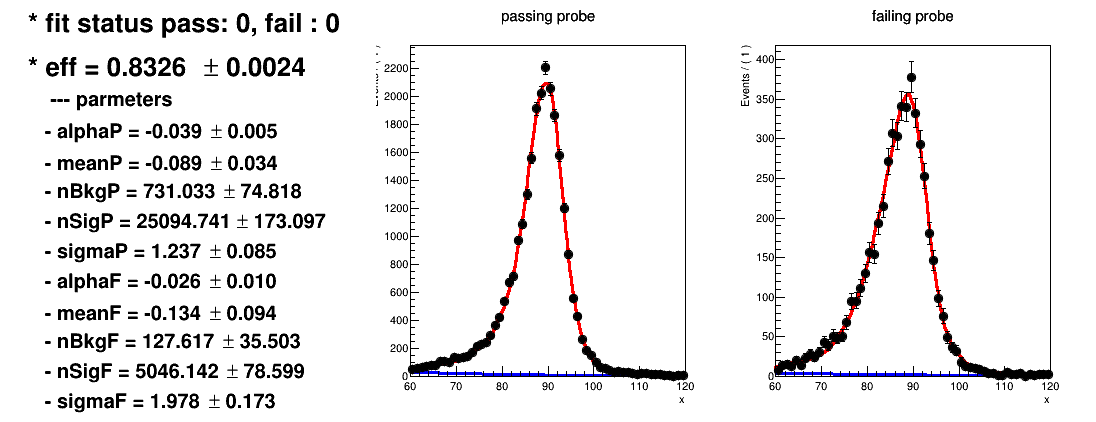 * fit status pass: 0, fail : 0
* eff = 0.8326 ± 0.0024
--- parmeters
- alphaP = -0.039 ± 0.005
- meanP = -0.089 ± 0.034
- nBkgP = 731.033 ± 74.818
- nSigP = 25094.741 ± 173.097
- sigmaP = 1.237 ± 0.085
- alphaF = -0.026 ± 0.010
- meanF = -0.134 ± 0.094
- nBkgF = 127.617 ± 35.503
- nSigF = 5046.142 ± 78.599
- sigmaF = 1.978 ± 0.173
passing probe
2200
2000
1800
1600
1400
1200
1000
800
600
400
200
0
60 70 80 90 100 110 120
x
failing probe
Events / ( 1 )
400
350
300
250
200
150
100
50
0
60 70 80 90 100 110 120
x